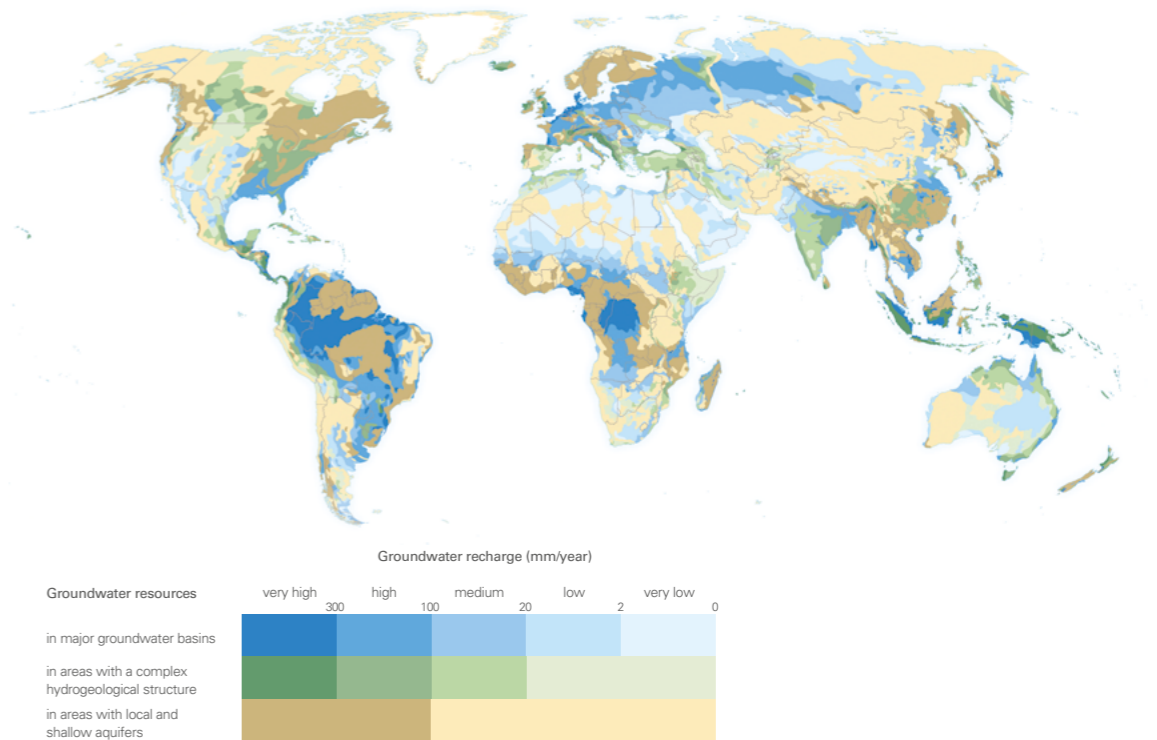 Groundwater recharge (mm/year)
Groundwater resources very high high medium low very low
300 100 20 2 0
in major groundwater basins
in areas with a complex
hydrogeological structure
in areas with local and
shallow aquifers